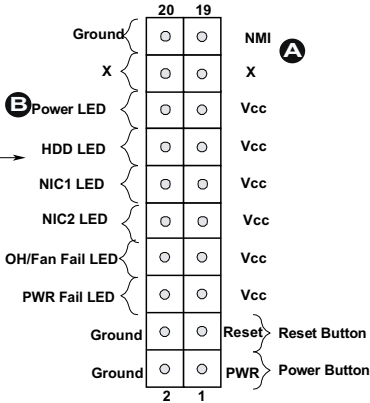 20 19
Ground NMI A
X X
B Power LED Vcc
HDD LED Vcc
NIC1 LED Vcc
NIC2 LED Vcc
OH/Fan Fail LED Vcc
PWR Fail LED Vcc
Ground Reset Reset Button
Ground PWR Power Button
2 1